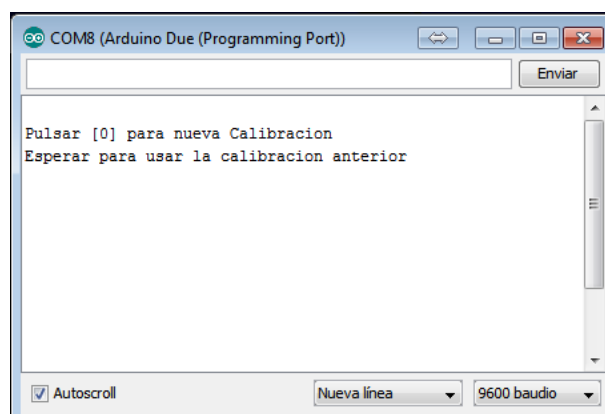 COM8 (Arduino Due (Programming Port))
Enviar
Pulsar [0] para nueva Calibracion
Esperar para usar la calibracion anterior
Autoscroll
Nueva línea
9600 baudio